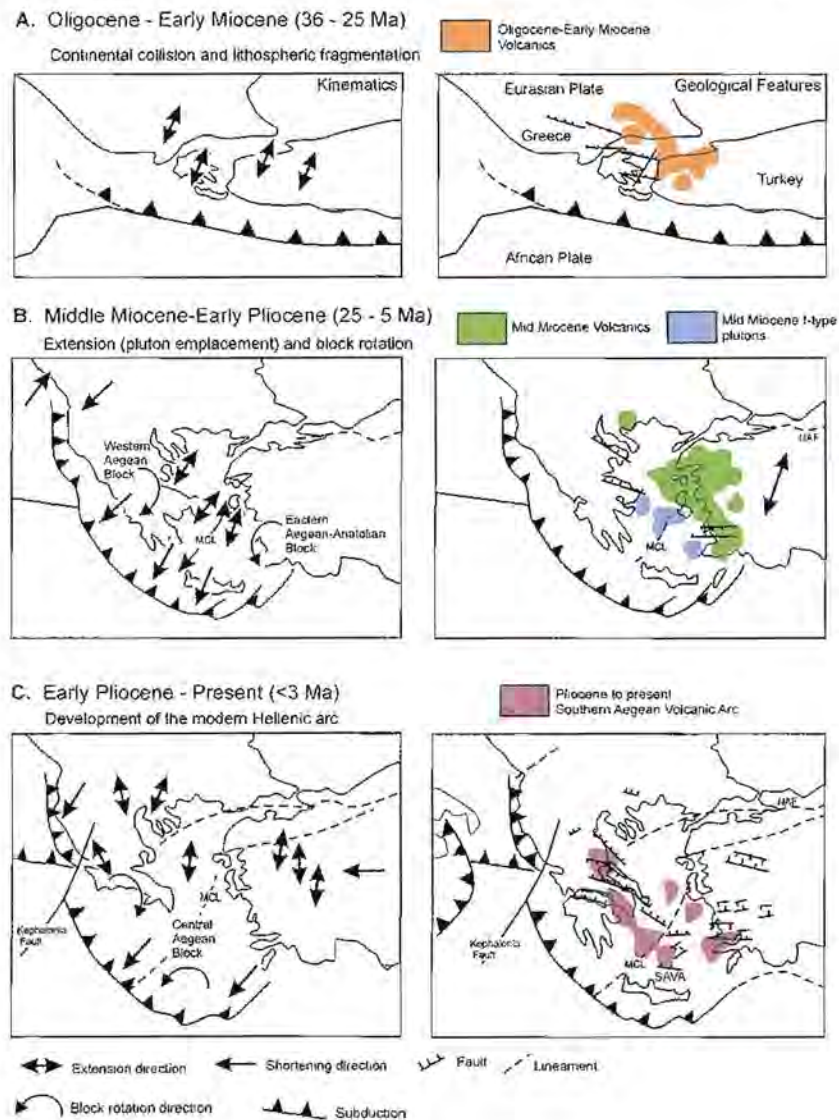 A. Oligocene - Early Miocene (36 - 25 Ma)
Continental collision and lithospheric fragmentation
Oligocene-Early Miocene
Volcanics
Kinematics
Eurasian Plate
Geological Features
Greece
Turkey
African Plate
B. Middle Miocene-Early Pliocene (25 - 5 Ma)
Extension (pluton emplacement) and block rotation
Mid Miocene Volcanics
Mid Miocene I-type
plutons
Western
Aegean
Block
MCL
Eastern
Aegean-Anatolian
Block
NAF
MCL
C. Early Pliocene - Present (<3 Ma)
Development of the modern Hellenic arc
Pliocene to present
Southern Aegean Volcanic Arc
MCL
Central
Aegean
Block
Kephalonia
Fault
NAF
Kephalonia
Fault
MCL
SAVA
Extension direction
Shortening direction
Fault
Lineament
Block rotation direction
Subduction